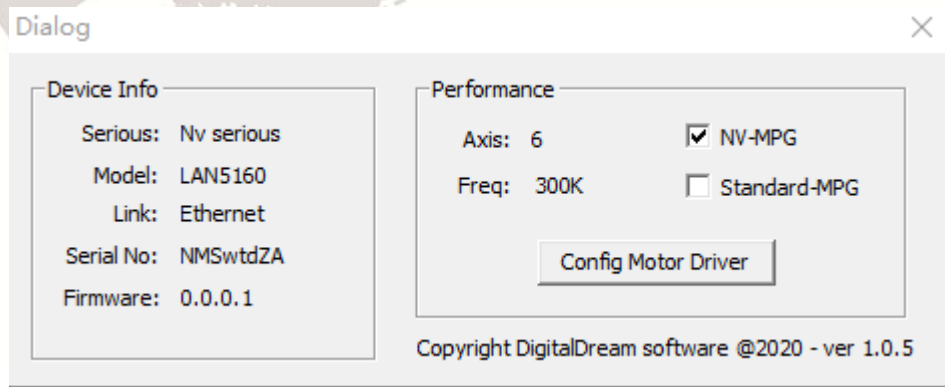 Dialog
Device Info
Serious: Nv serious
Model: LAN5160
Link: Ethernet
Serial No: NMSwtdZA
Firmware: 0.0.0.1
Performance
Axis: 6
NV-MPG
Freq: 300K
Standard-MPG
Config Motor Driver
Copyright DigitalDream software @2020 - ver 1.0.5